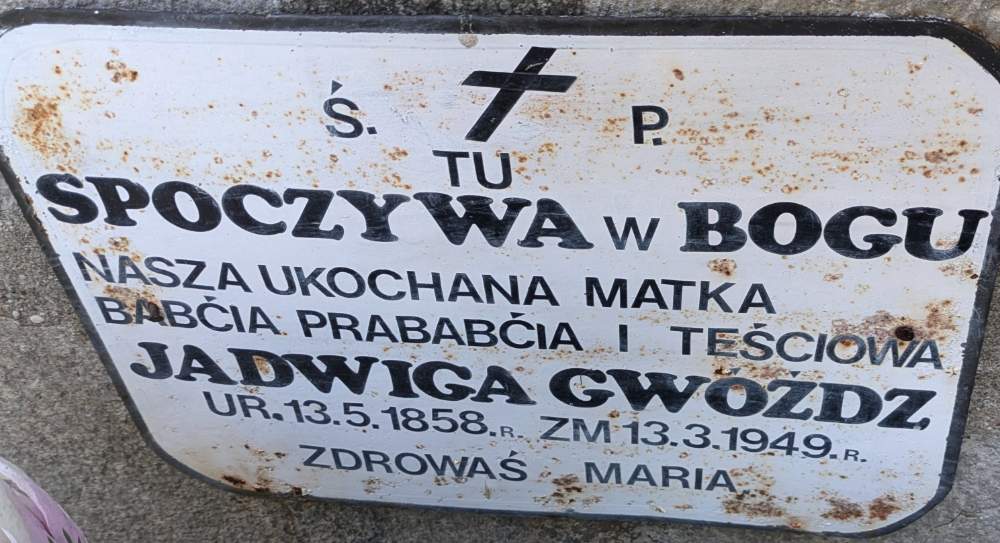 Ś. P.
TU
SPOCZYWA W BOGU
NASZA UKOCHANA MATKA
BABĆIA PRABABĆIA I TEŚCIOWA
JADWIGA GWÓŹDZ
UR. 13.5.1858.R. ZM 13.3.1949.R.
ZDROWAŚ MARIA